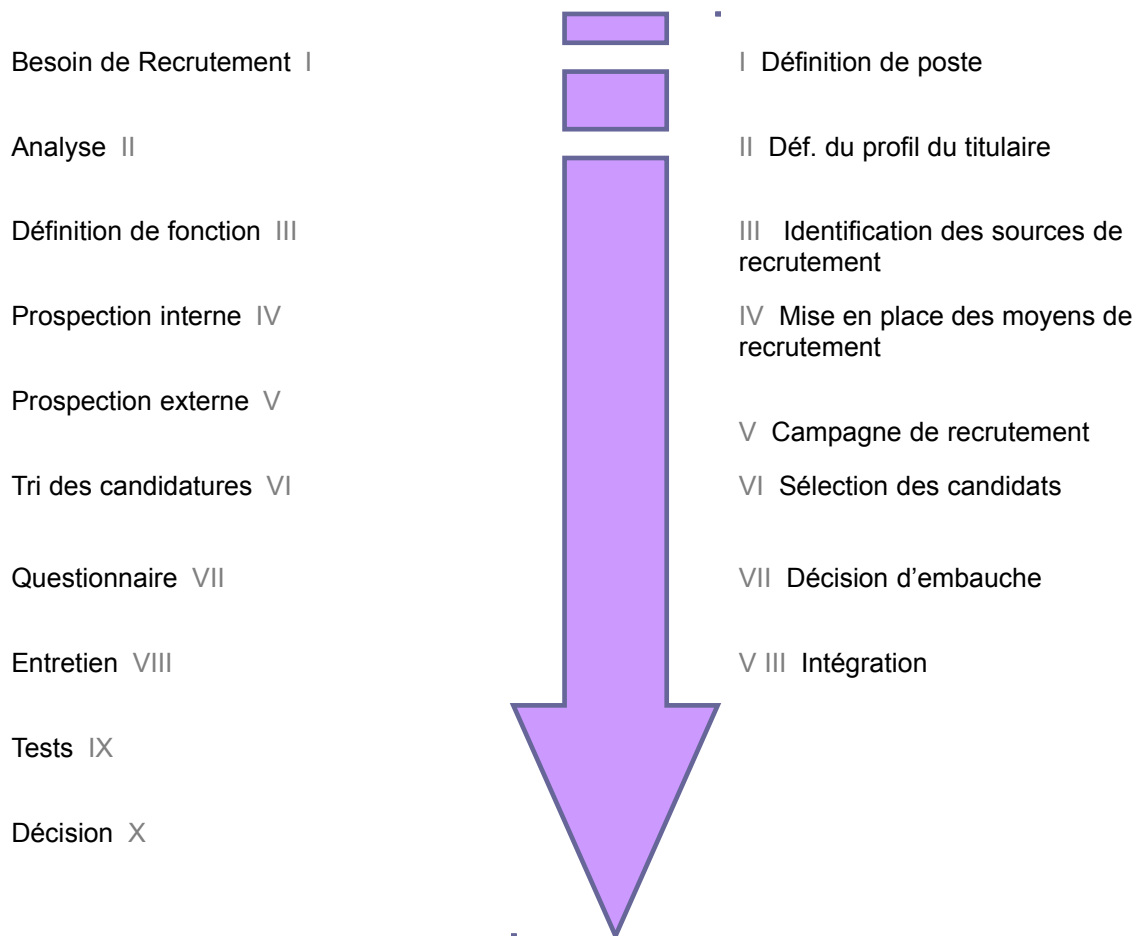 Besoin de Recrutement I
Analyse II
Définition de fonction III
Prospection interne IV
Prospection externe V
Tri des candidatures VI
Questionnaire VII
Entretien VIII
Tests IX
Décision X
I Définition de poste
II Déf. du profil du titulaire
III Identification des sources de
recrutement
IV Mise en place des moyens de
recrutement
V Campagne de recrutement
VI Sélection des candidats
VII Décision d’embauche
V III Intégration